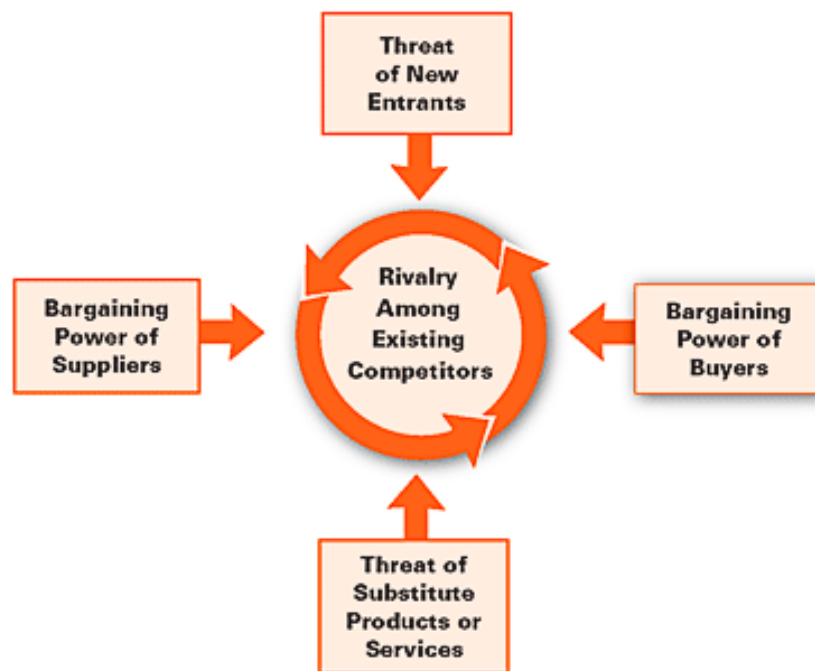 Threat
of New
Entrants
Rivalry
Among
Existing
Competitors
Bargaining
Power of
Suppliers
Bargaining
Power of
Buyers
Threat of
Substitute
Products or
Services